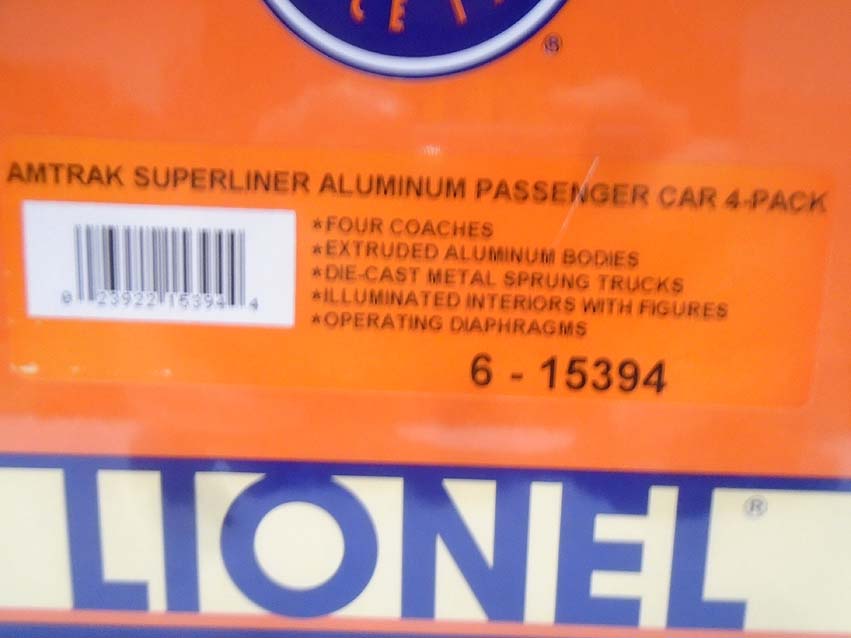 ®
AMTRAK SUPERLINER ALUMINUM PASSENGER CAR 4-PACK
*FOUR COACHES
*EXTRUDED ALUMINUM BODIES
*DIE-CAST METAL SPRUNG TRUCKS
*ILLUMINATED INTERIORS WITH FIGURES
*OPERATING DIAPHRAGMS
0 23922 15394 4
6 - 15394
LIONEL®